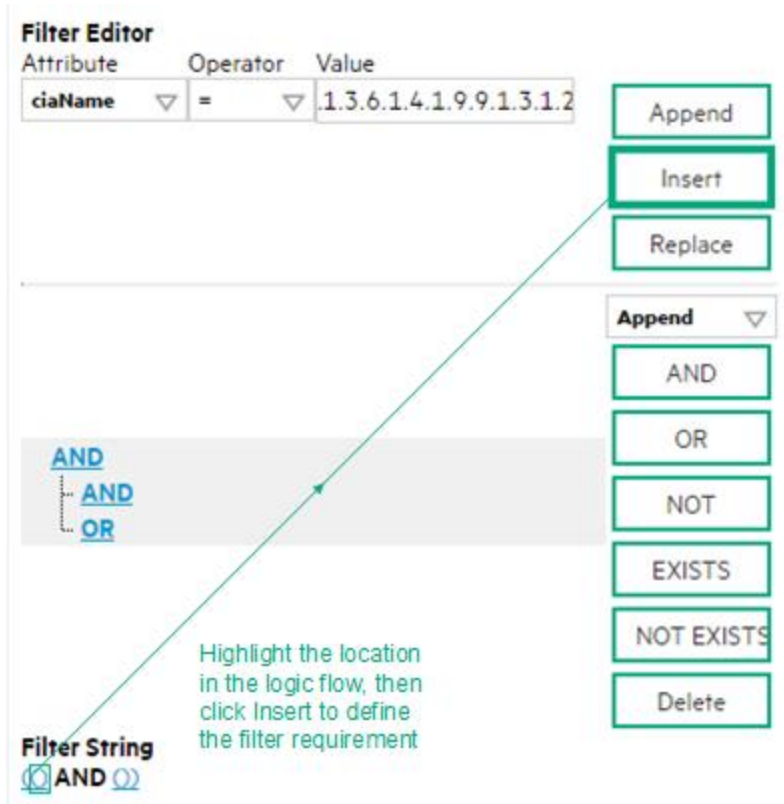 Filter Editor
Attribute Operator Value
ciaName = .1.3.6.1.4.1.9.9.1.3.1.2
Append
Insert
Replace
Append
AND
OR
NOT
EXISTS
NOT EXISTS
Delete
AND
AND
OR
Highlight the location
in the logic flow, then
click Insert to define
the filter requirement
Filter String
(() AND ())